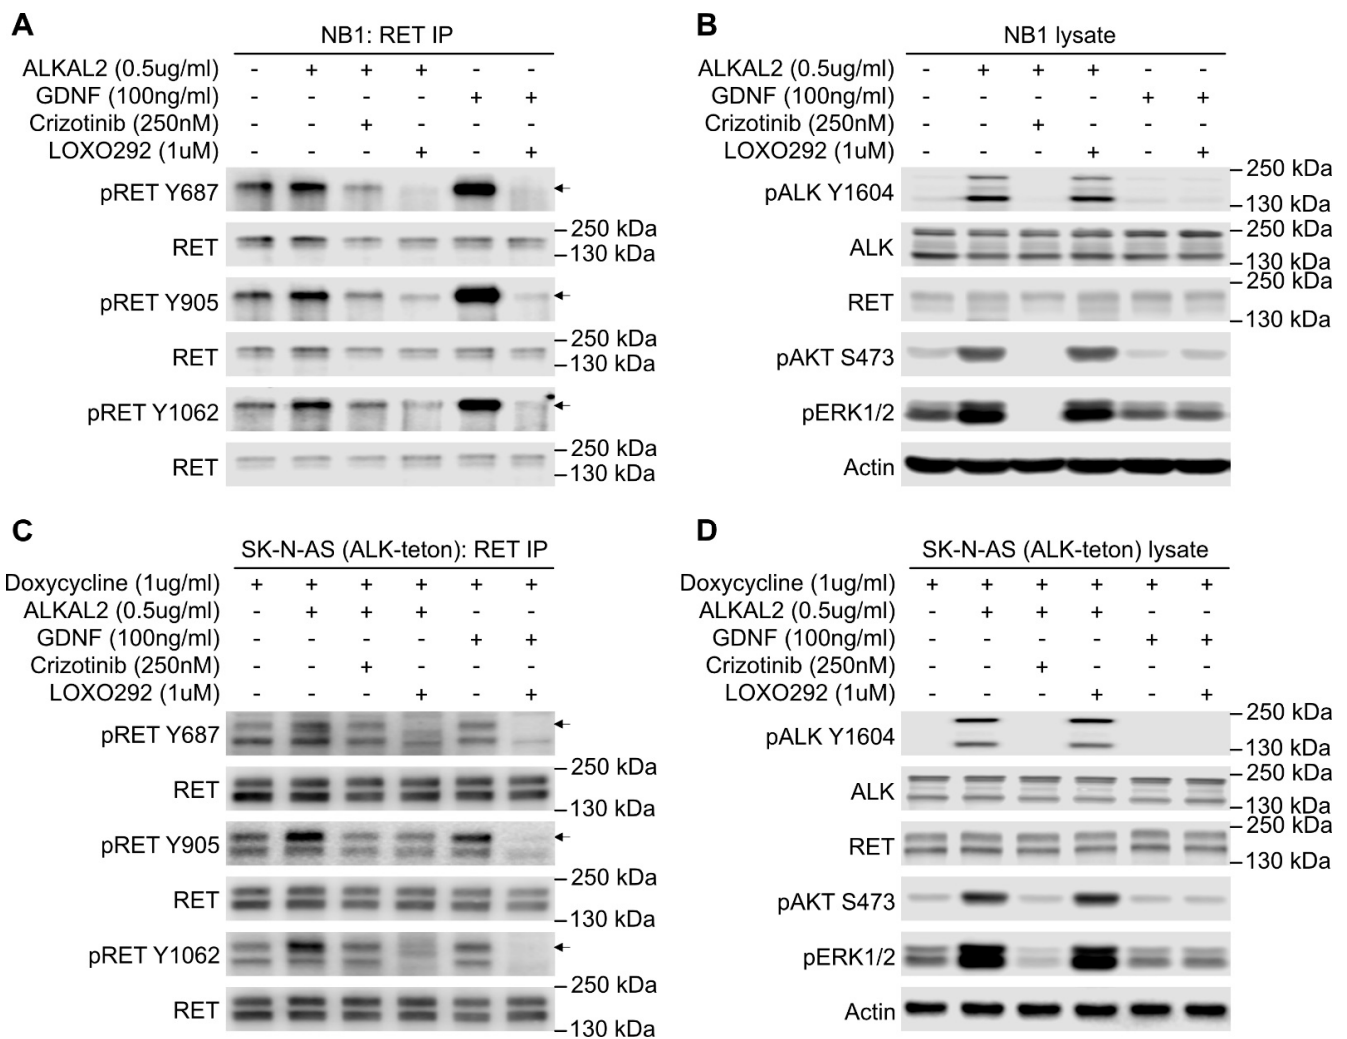 A
NB1: RET IP
ALKAL2 (0.5ug/ml) - + + + - -
GDNF (100ng/ml) - - - - + +
Crizotinib (250nM) - - + - - -
LOXO292 (1uM) - - - + - +
pRET Y687
RET
250 kDa
130 kDa
pRET Y905
RET
250 kDa
130 kDa
pRET Y1062
RET
250 kDa
130 kDa
B
NB1 lysate
ALKAL2 (0.5ug/ml) - + + + - -
GDNF (100ng/ml) - - - - + +
Crizotinib (250nM) - - + - - -
LOXO292 (1uM) - - - + - +
pALK Y1604
250 kDa
130 kDa
ALK
250 kDa
130 kDa
RET
250 kDa
130 kDa
pAKT S473
pERK1/2
Actin
C
SK-N-AS (ALK-teton): RET IP
Doxycycline (1ug/ml) + + + + + +
ALKAL2 (0.5ug/ml) - + + + - -
GDNF (100ng/ml) - - - - + +
Crizotinib (250nM) - - + - - -
LOXO292 (1uM) - - - + - +
pRET Y687
RET
250 kDa
130 kDa
pRET Y905
RET
250 kDa
130 kDa
pRET Y1062
RET
250 kDa
130 kDa
D
SK-N-AS (ALK-teton) lysate
Doxycycline (1ug/ml) + + + + + +
ALKAL2 (0.5ug/ml) - + + + - -
GDNF (100ng/ml) - - - - + +
Crizotinib (250nM) - - + - - -
LOXO292 (1uM) - - - + - +
pALK Y1604
250 kDa
130 kDa
ALK
250 kDa
130 kDa
RET
250 kDa
130 kDa
pAKT S473
pERK1/2
Actin